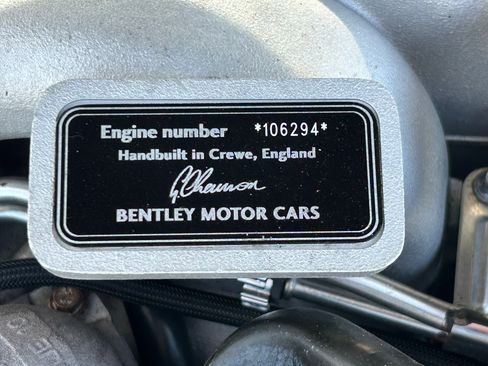 Engine number *106294*
Handbuilt in Crewe, England
BENTLEY MOTOR CARS